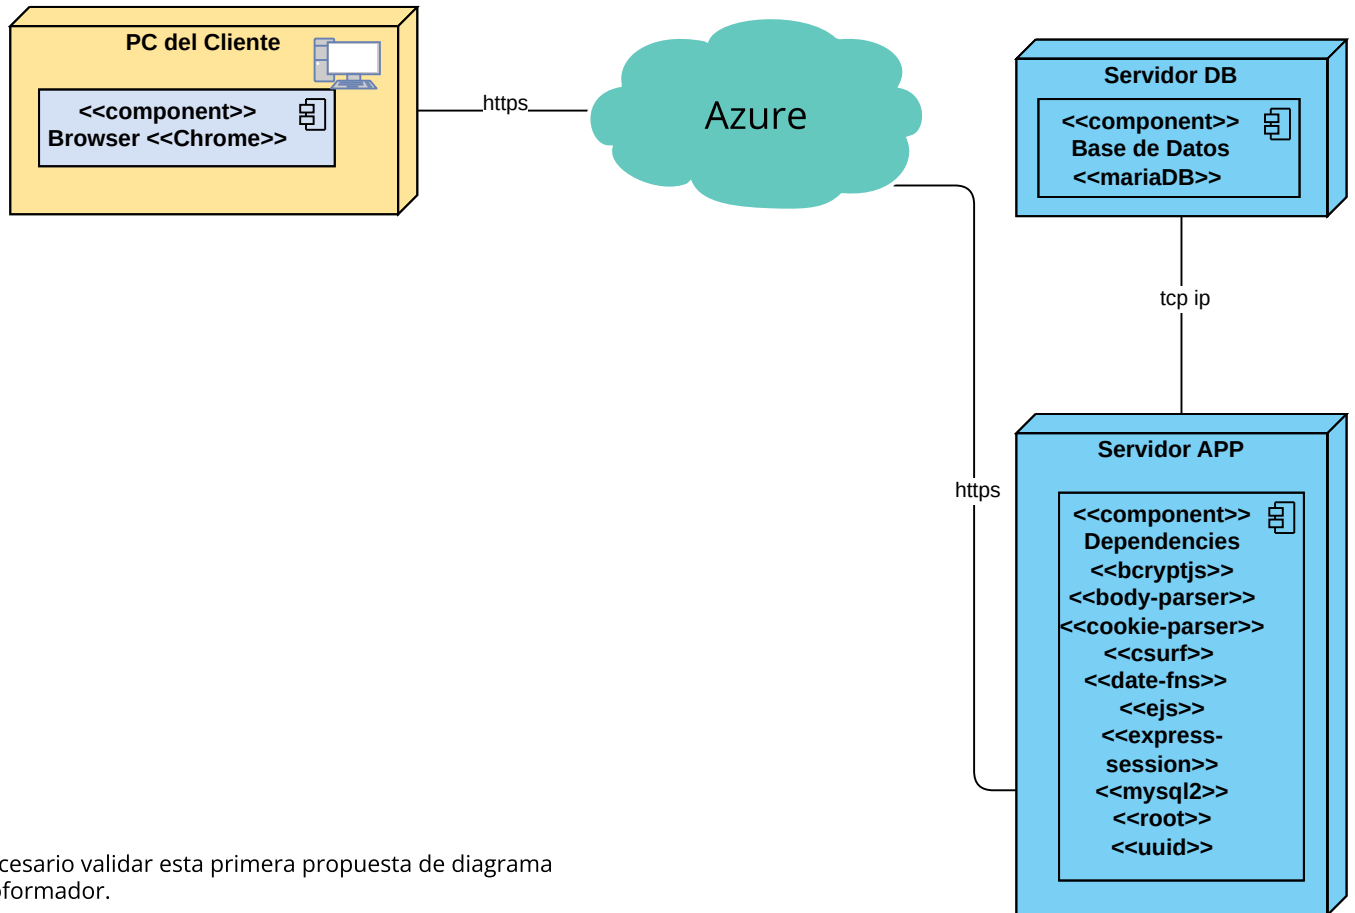 PC del Cliente
<<component>>
Browser <<Chrome>>
https
Azure
Servidor DB
<<component>>
Base de Datos
<<mariaDB>>
tcp ip
https
Servidor APP
<<component>>
Dependencies
<<bcryptjs>>
<<body-parser>>
<<cookie-parser>>
<<csurf>>
<<date-fns>>
<<ejs>>
<<express-
session>>
<<mysql2>>
<<root>>
<<uuid>>
cesario validar esta primera propuesta de diagrama
formador.